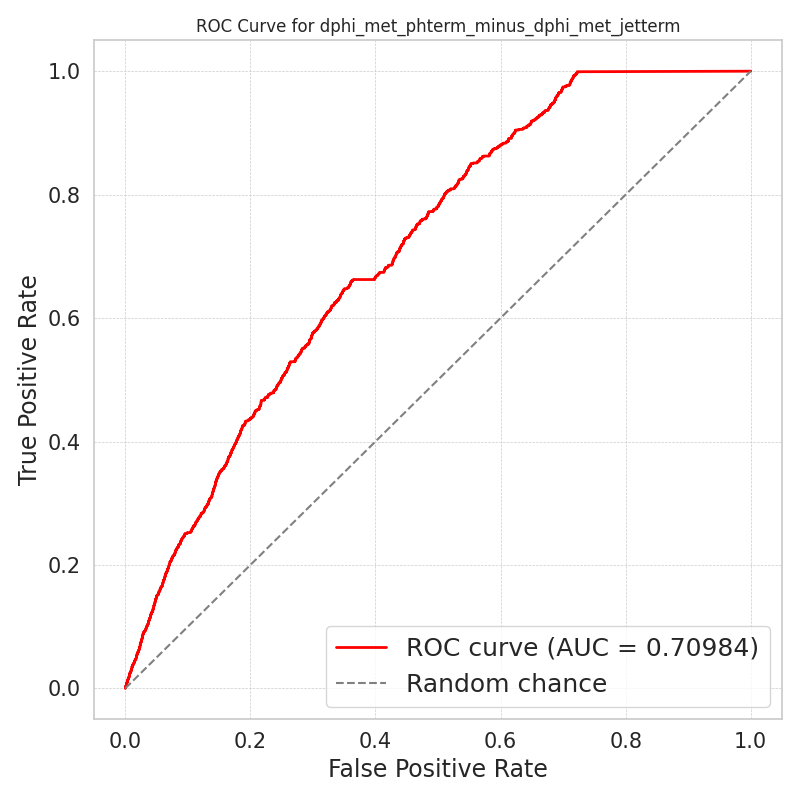 ROC Curve for dphi_met_phterm_minus_dphi_met_jetterm
True Positive Rate
1.0
0.8
0.6
0.4
0.2
0.0
ROC curve (AUC = 0.70984)
Random chance
0.0 0.2 0.4 0.6 0.8 1.0
False Positive Rate